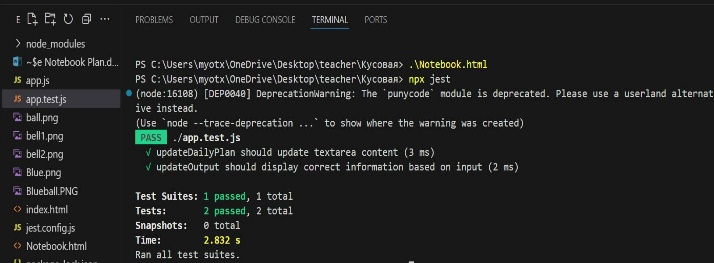 E
PROBLEMS OUTPUT DEBUG CONSOLE TERMINAL PORTS
> node_modules
~$e Notebook Plan.d...
JS app.js
JS app.test.js
ball.png
bell1.png
bell2.png
Blue.png
Blueball.PNG
<> index.html
JS jest.config.js
<> Notebook.html
PS C:\Users\myotx\OneDrive\Desktop\teacher\Кусовая> .\Notebook.html
PS C:\Users\myotx\OneDrive\Desktop\teacher\Кусовая> npx jest
(node:16108) [DEP0040] DeprecationWarning: The `punycode` module is deprecated. Please use a userland alternat
ive instead.
(Use `node --trace-deprecation ...` to show where the warning was created)
PASS ./app.test.js
√ updateDailyPlan should update textarea content (3 ms)
√ updateOutput should display correct information based on input (2 ms)
Test Suites: 1 passed, 1 total
Tests: 2 passed, 2 total
Snapshots: 0 total
Time: 2.832 s
Ran all test suites.